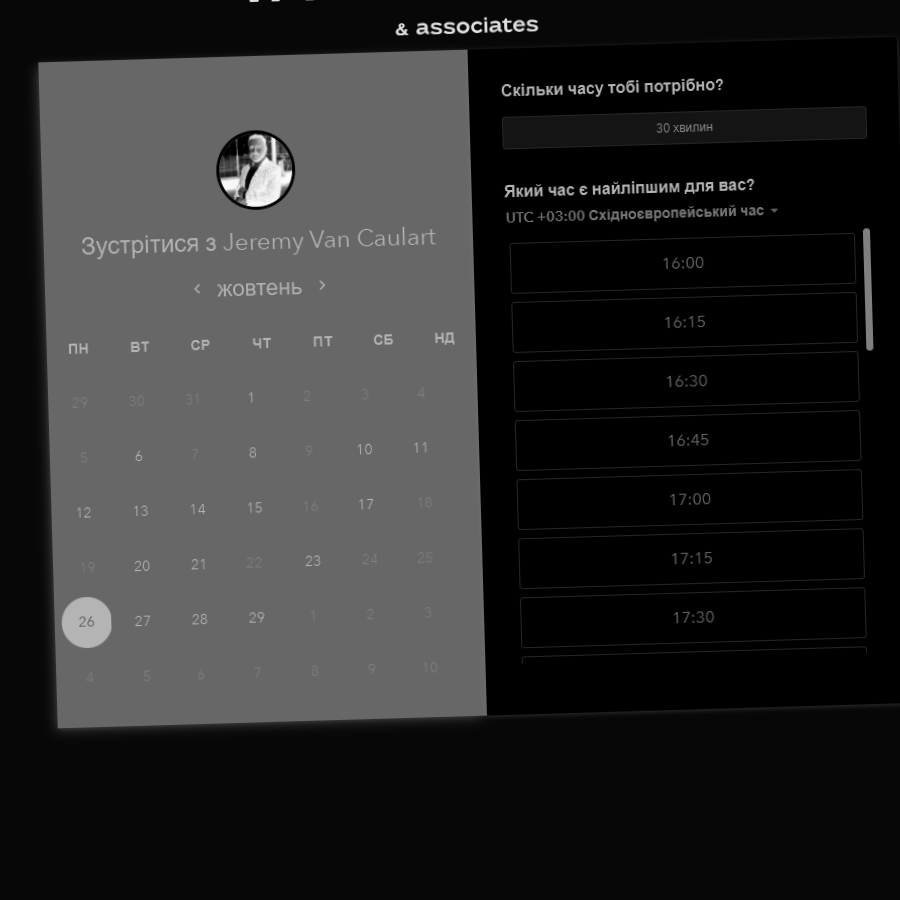 & associates
Зустрітися з Jeremy Van Caulart
жовтень
ПН ВТ СР ЧТ ПТ СБ НД
29 30 31 1 2 3 4
5 6 7 8 9 10 11
12 13 14 15 16 17 18
19 20 21 22 23 24 25
26 27 28 29 1 2 3
4 5 6 7 8 9 10
Скільки часу тобі потрібно?
30 хвилин
Який час є найліпшим для вас?
UTC +03:00 Східноєвропейський час
16:00
16:15
16:30
16:45
17:00
17:15
17:30